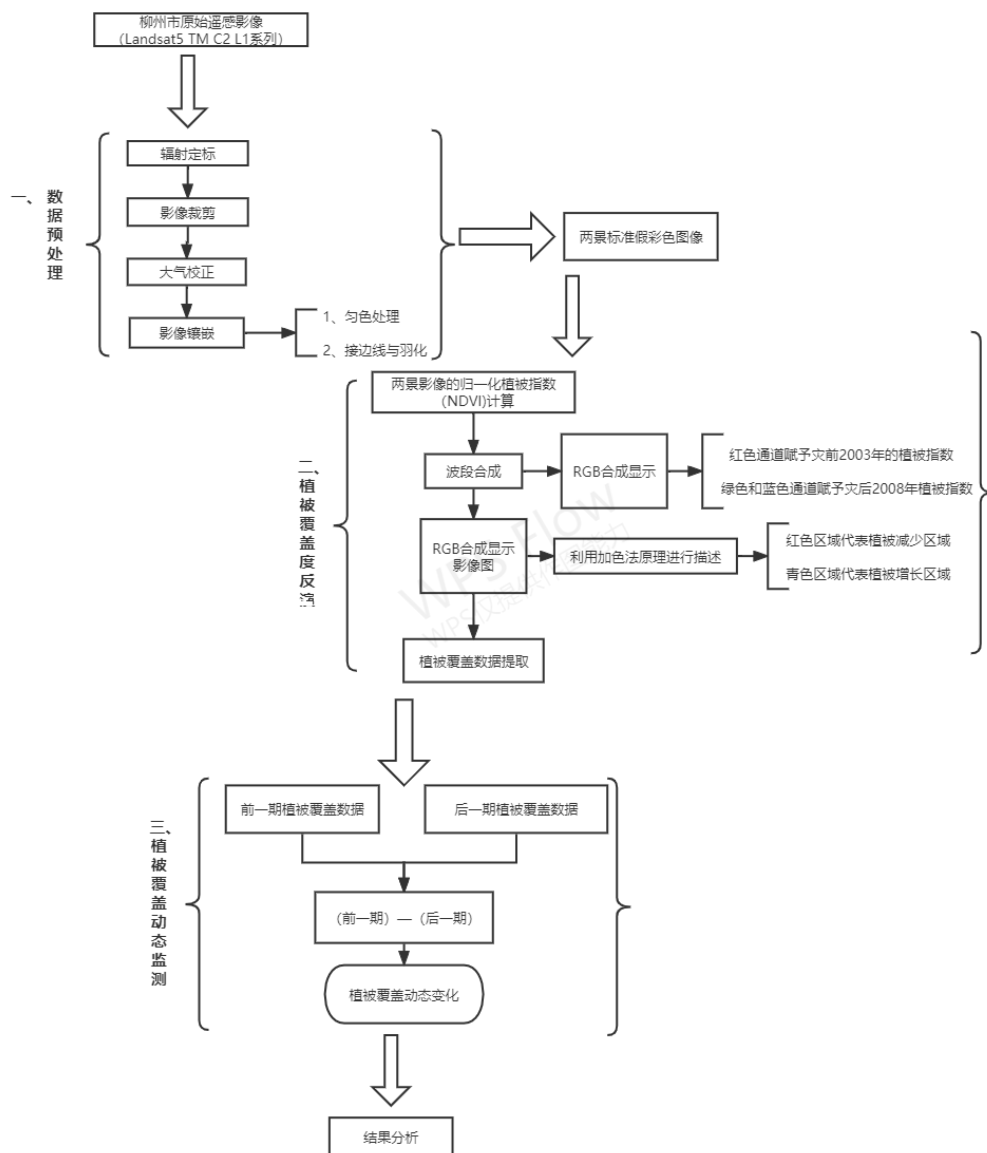 柳州市原始遥感影像
（Landsat5 TM C2 L1系列）
一、数据预处理
辐射定标
影像裁剪
大气校正
影像镶嵌
1、匀色处理
2、接边线与羽化
两景标准假彩色图像
二、植被覆盖度反演
两景影像的归一化植被指数
(NDVI)计算
波段合成
RGB合成显示
红色通道赋予灾前2003年的植被指数
绿色和蓝色通道赋予灾后2008年植被指数
RGB合成显示
影像图
利用加色法原理进行描述
红色区域代表植被减少区域
青色区域代表植被增长区域
植被覆盖数据提取
WPS Flow
三、植被覆盖动态监测
前一期植被覆盖数据
后一期植被覆盖数据
（前一期）—（后一期）
植被覆盖动态变化
结果分析